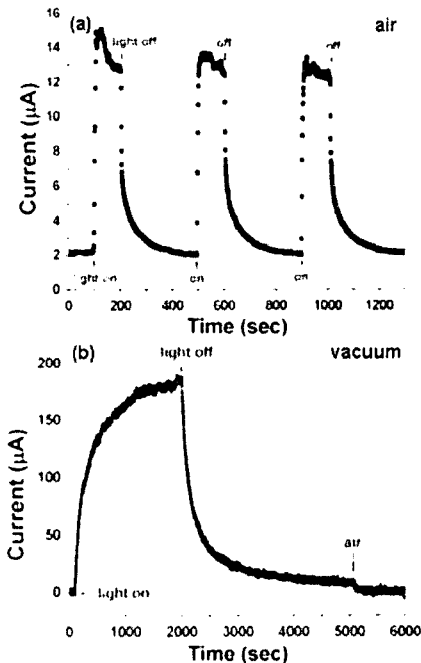 (a) air
16
14
12
10
8
6
4
2
0
Current (μA)
light off
off
off
on
0 200 400 600 800 1000 1200
Time (sec)
(b) light off vacuum
200
150
100
50
0
Current (μA)
light on
air
0 1000 2000 3000 4000 5000 6000
Time (sec)